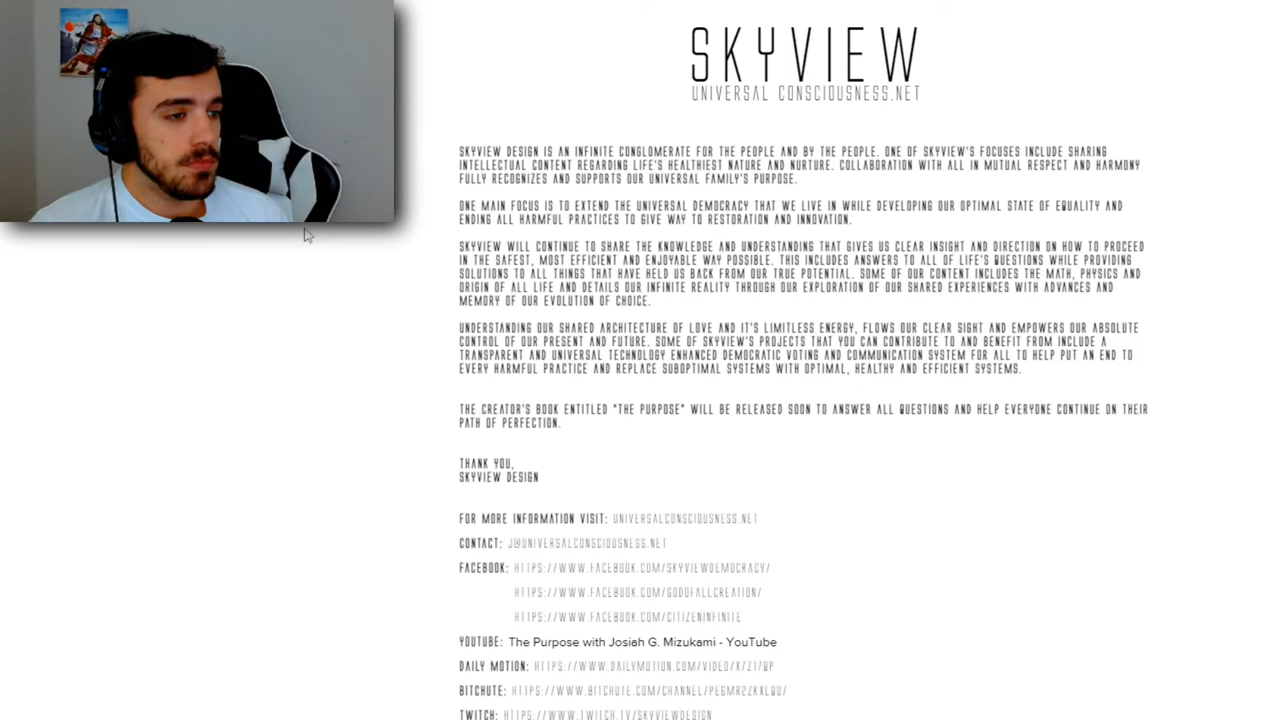 SKYVIEW
UNIVERSAL CONSCIOUSNESS.NET
SKYVIEW DESIGN IS AN INFINITE CONGLOMERATE FOR THE PEOPLE AND BY THE PEOPLE. ONE OF SKYVIEW'S FOCUSES INCLUDE SHARING
INTELLECTUAL CONTENT REGARDING LIFE'S HEALTHIEST NATURE AND NURTURE. COLLABORATION WITH ALL IN MUTUAL RESPECT AND HARMONY
FULLY RECOGNIZES AND SUPPORTS OUR UNIVERSAL FAMILY'S PURPOSE.
ONE MAIN FOCUS IS TO EXTEND THE UNIVERSAL DEMOCRACY THAT WE LIVE IN WHILE DEVELOPING OUR OPTIMAL STATE OF EQUALITY AND
ENDING ALL HARMFUL PRACTICES TO GIVE WAY TO RESTORATION AND INNOVATION.
SKYVIEW WILL CONTINUE TO SHARE THE KNOWLEDGE AND UNDERSTANDING THAT GIVES US CLEAR INSIGHT AND DIRECTION ON HOW TO PROCEED
IN THE SAFEST, MOST EFFICIENT AND ENJOYABLE WAY POSSIBLE. THIS INCLUDES ANSWERS TO ALL OF LIFE'S QUESTIONS WHILE PROVIDING
SOLUTIONS TO ALL THINGS THAT HAVE HELD US BACK FROM OUR TRUE POTENTIAL. SOME OF OUR CONTENT INCLUDES THE MATH, PHYSICS AND
ORIGIN OF ALL LIFE AND DETAILS OUR INFINITE REALITY THROUGH OUR EXPLORATION OF OUR SHARED EXPERIENCES WITH ADVANCES AND
MEMORY OF OUR EVOLUTION OF CHOICE.
UNDERSTANDING OUR SHARED ARCHITECTURE OF LOVE AND IT'S LIMITLESS ENERGY, FLOWS OUR CLEAR SIGHT AND EMPOWERS OUR ABSOLUTE
CONTROL OF OUR PRESENT AND FUTURE. SOME OF SKYVIEW'S PROJECTS THAT YOU CAN CONTRIBUTE TO AND BENEFIT FROM INCLUDE A
TRANSPARENT AND UNIVERSAL TECHNOLOGY ENHANCED DEMOCRATIC VOTING AND COMMUNICATION SYSTEM FOR ALL TO HELP PUT AN END TO
EVERY HARMFUL PRACTICE AND REPLACE SUBOPTIMAL SYSTEMS WITH OPTIMAL, HEALTHY AND EFFICIENT SYSTEMS.
THE CREATOR'S BOOK ENTITLED "THE PURPOSE" WILL BE RELEASED SOON TO ANSWER ALL QUESTIONS AND HELP EVERYONE CONTINUE ON THEIR
PATH OF PERFECTION.
THANK YOU,
SKYVIEW DESIGN
FOR MORE INFORMATION VISIT: UNIVERSALCONSCIOUSNESS.NET
CONTACT: J@UNIVERSALCONSCIOUSNESS.NET
FACEBOOK: HTTPS://WWW.FACEBOOK.COM/SKYVIEWDEMOCRACY/
HTTPS://WWW.FACEBOOK.COM/GODOFALLCREATION/
HTTPS://WWW.FACEBOOK.COM/CITIZENINFINITE
YOUTUBE: The Purpose with Josiah G. Mizukami - YouTube
DAILY MOTION:
BITCHUTE:
TWITCH: HTTPS://WWW.TWITCH.TV/SKYVIEWDESIGN